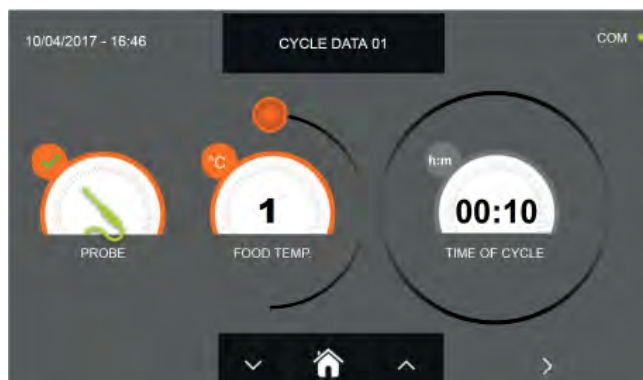 10/04/2017 - 16:46
CYCLE DATA 01
COM
°C
h:m
1
00:10
PROBE
FOOD TEMP.
TIME OF CYCLE